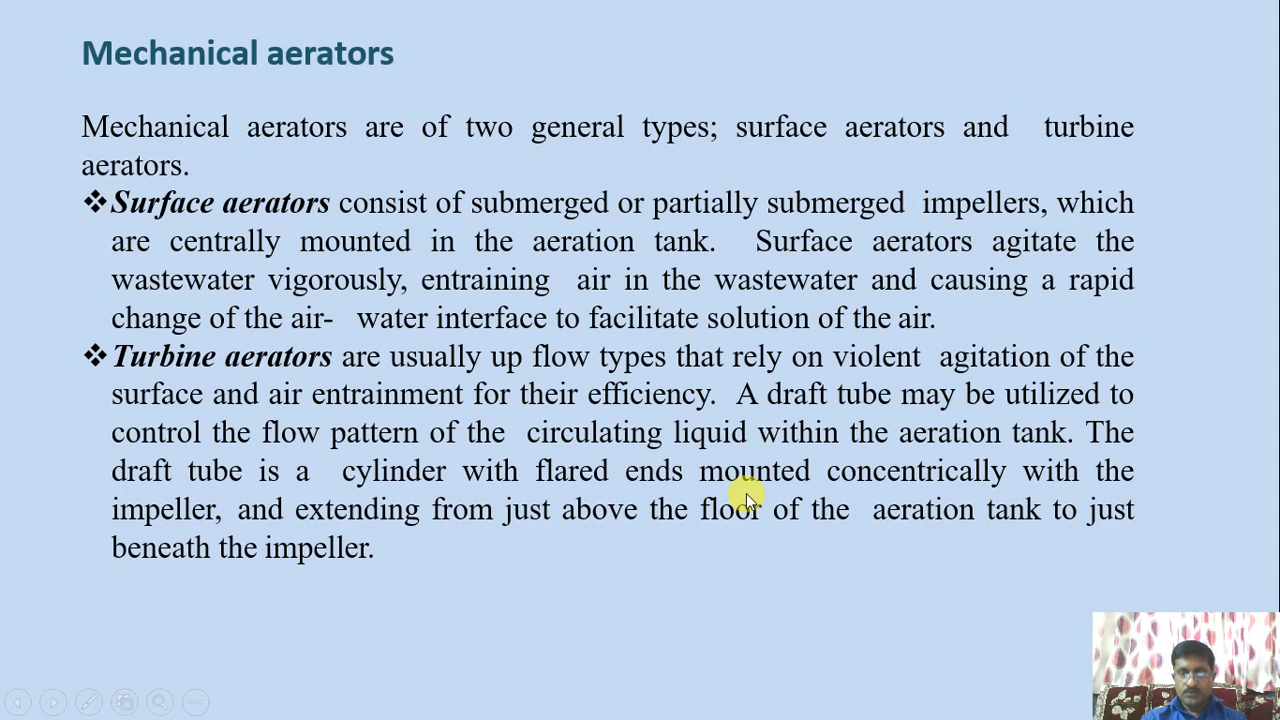 Mechanical aerators
Mechanical aerators are of two general types; surface aerators and turbine
aerators.
❖Surface aerators consist of submerged or partially submerged impellers, which
are centrally mounted in the aeration tank. Surface aerators agitate the
wastewater vigorously, entraining air in the wastewater and causing a rapid
change of the air- water interface to facilitate solution of the air.
❖Turbine aerators are usually up flow types that rely on violent agitation of the
surface and air entrainment for their efficiency. A draft tube may be utilized to
control the flow pattern of the circulating liquid within the aeration tank. The
draft tube is a cylinder with flared ends mounted concentrically with the
impeller, and extending from just above the floor of the aeration tank to just
beneath the impeller.